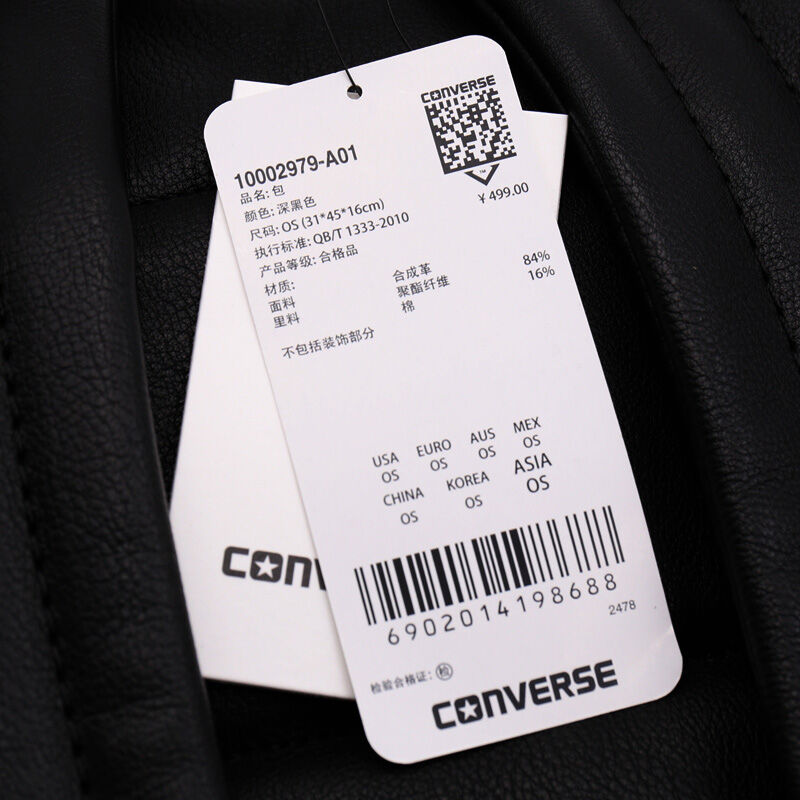 CONVERSE
TM
10002979-A01
¥ 499.00
品名: 包
颜色: 深黑色
尺码: OS (31*45*16cm)
执行标准: QB/T 1333-2010
产品等级: 合格品
材质:
面料 合成革
里料 聚酯纤维 84%
棉 16%
不包括装饰部分
USA EURO AUS MEX
OS OS OS OS
CHINA KOREA ASIA
OS OS OS
6902014198688
2478
检验合格证: 检
CONVERSE
CONV